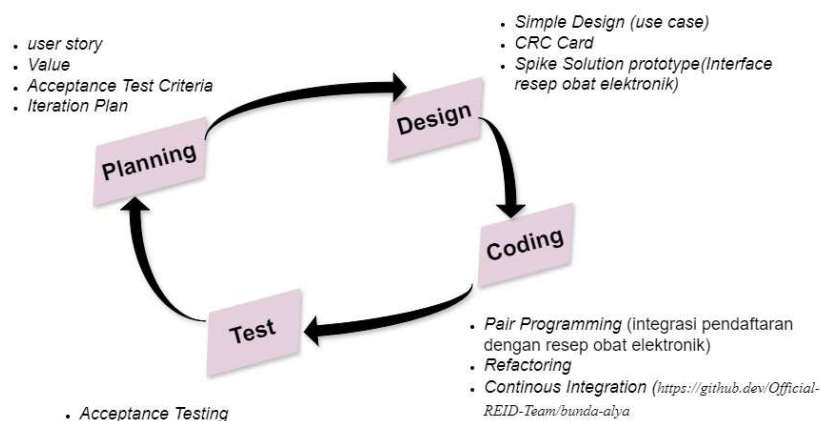 • user story
• Value
• Acceptance Test Criteria
• Iteration Plan
Planning
• Simple Design (use case)
• CRC Card
• Spike Solution prototype(Interface
resep obat elektronik)
Design
Coding
• Pair Programming (integrasi pendaftaran
dengan resep obat elektronik)
• Refactoring
• Continous Integration (https://github.dev/Official-
REID-Team/bunda-alya
Test
• Acceptance Testing